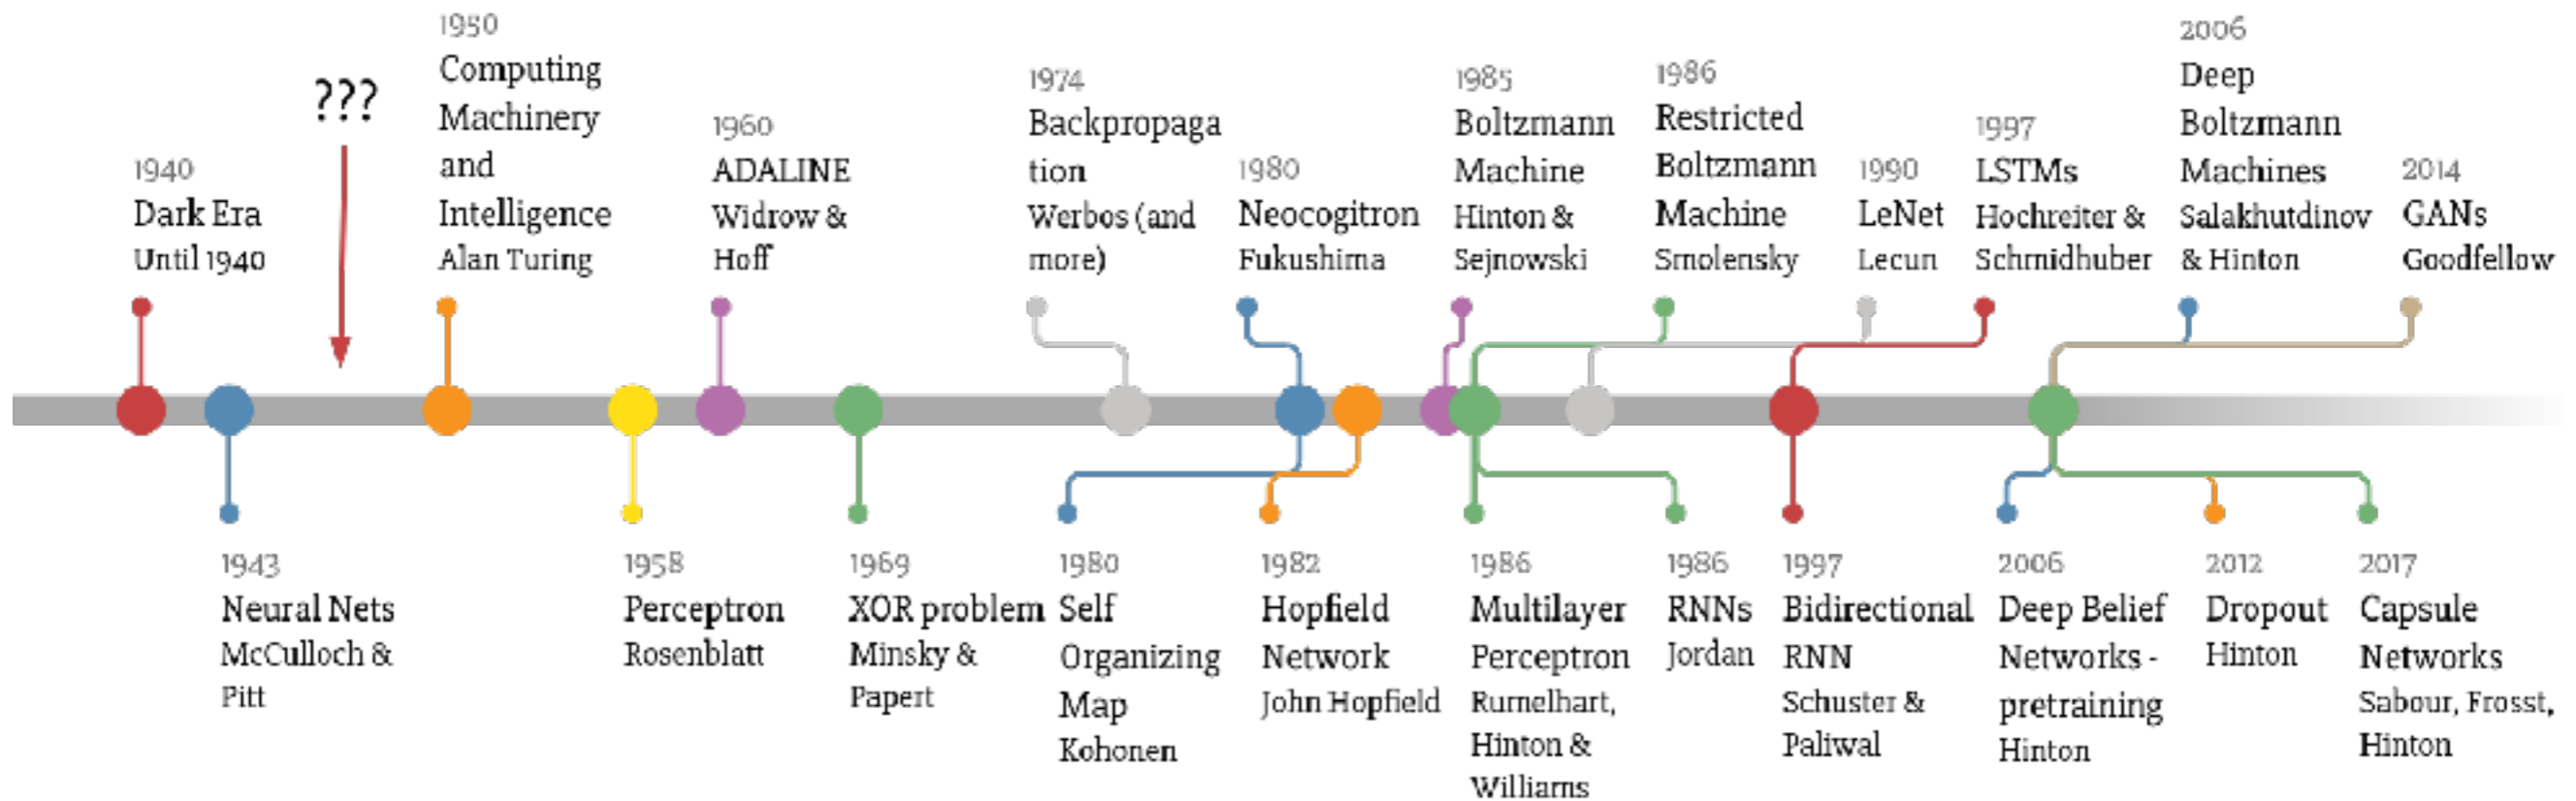 1940
Dark Era
Until 1940
???
1950
Computing
Machinery
and
Intelligence
Alan Turing
1960
ADALINE
Widrow &
Hoff
1974
Backpropaga
tion
Werbos (and
more)
1980
Neocogitron
Fukushima
1985
Boltzmann
Machine
Hinton &
Sejnowski
1986
Restricted
Boltzmann
Machine
Smolensky
1990
LeNet
Lecun
1997
LSTMs
Hochreiter &
Schmidhuber
2006
Deep
Boltzmann
Machines
Salakhutdinov
& Hinton
2014
GANs
Goodfellow
1943
Neural Nets
McCulloch &
Pitt
1958
Perceptron
Rosenblatt
1969
XOR problem
Minsky &
Papert
1980
Self
Organizing
Map
Kohonen
1982
Hopfield
Network
John Hopfield
1986
Multilayer
Perceptron
Rumelhart,
Hinton &
Williams
1986
RNNs
Jordan
1997
Bidirectional
RNN
Schuster &
Paliwal
2006
Deep Belief
Networks -
pretraining
Hinton
2012
Dropout
Hinton
2017
Capsule
Networks
Sabour, Frosst,
Hinton